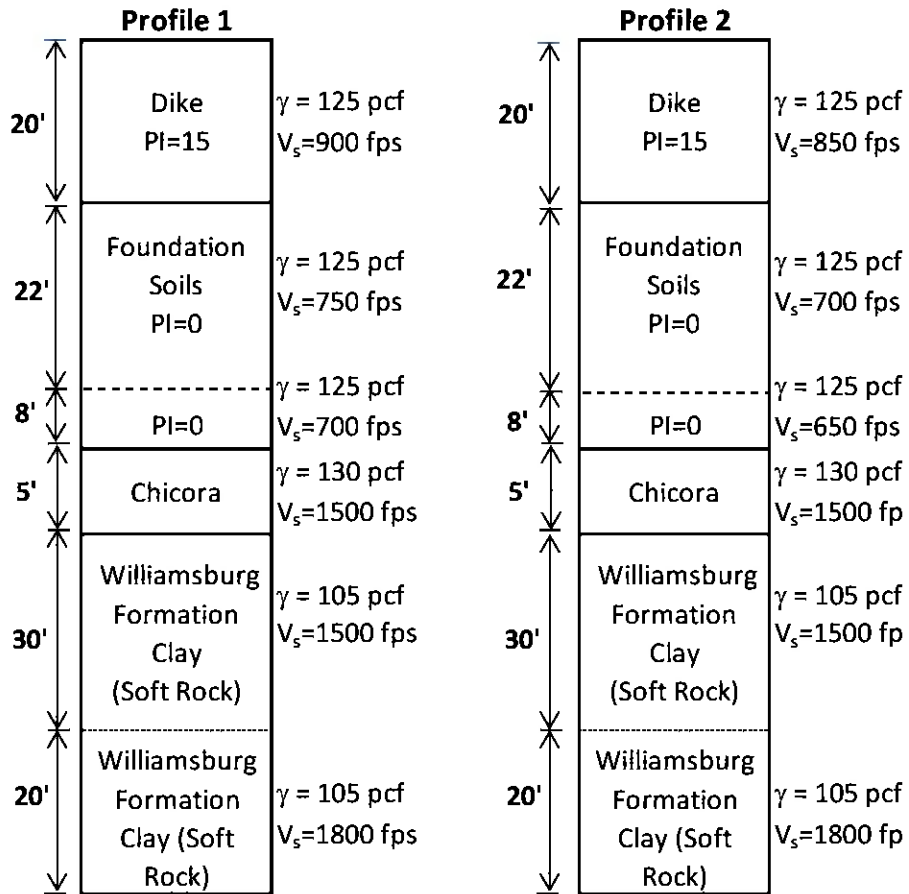 Profile 1
20'
Dike
PI=15
γ = 125 pcf
Vₛ=900 fps
22'
Foundation
Soils
PI=0
γ = 125 pcf
Vₛ=750 fps
8'
PI=0
γ = 125 pcf
Vₛ=700 fps
5'
Chicora
γ = 130 pcf
Vₛ=1500 fps
30'
Williamsburg
Formation
Clay
(Soft Rock)
γ = 105 pcf
Vₛ=1500 fps
20'
Williamsburg
Formation
Clay (Soft
Rock)
γ = 105 pcf
Vₛ=1800 fps
Profile 2
20'
Dike
PI=15
γ = 125 pcf
Vₛ=850 fps
22'
Foundation
Soils
PI=0
γ = 125 pcf
Vₛ=700 fps
8'
PI=0
γ = 125 pcf
Vₛ=650 fps
5'
Chicora
γ = 130 pcf
Vₛ=1500 fp
30'
Williamsburg
Formation
Clay
(Soft Rock)
γ = 105 pcf
Vₛ=1500 fp
20'
Williamsburg
Formation
Clay (Soft
Rock)
γ = 105 pcf
Vₛ=1800 fp